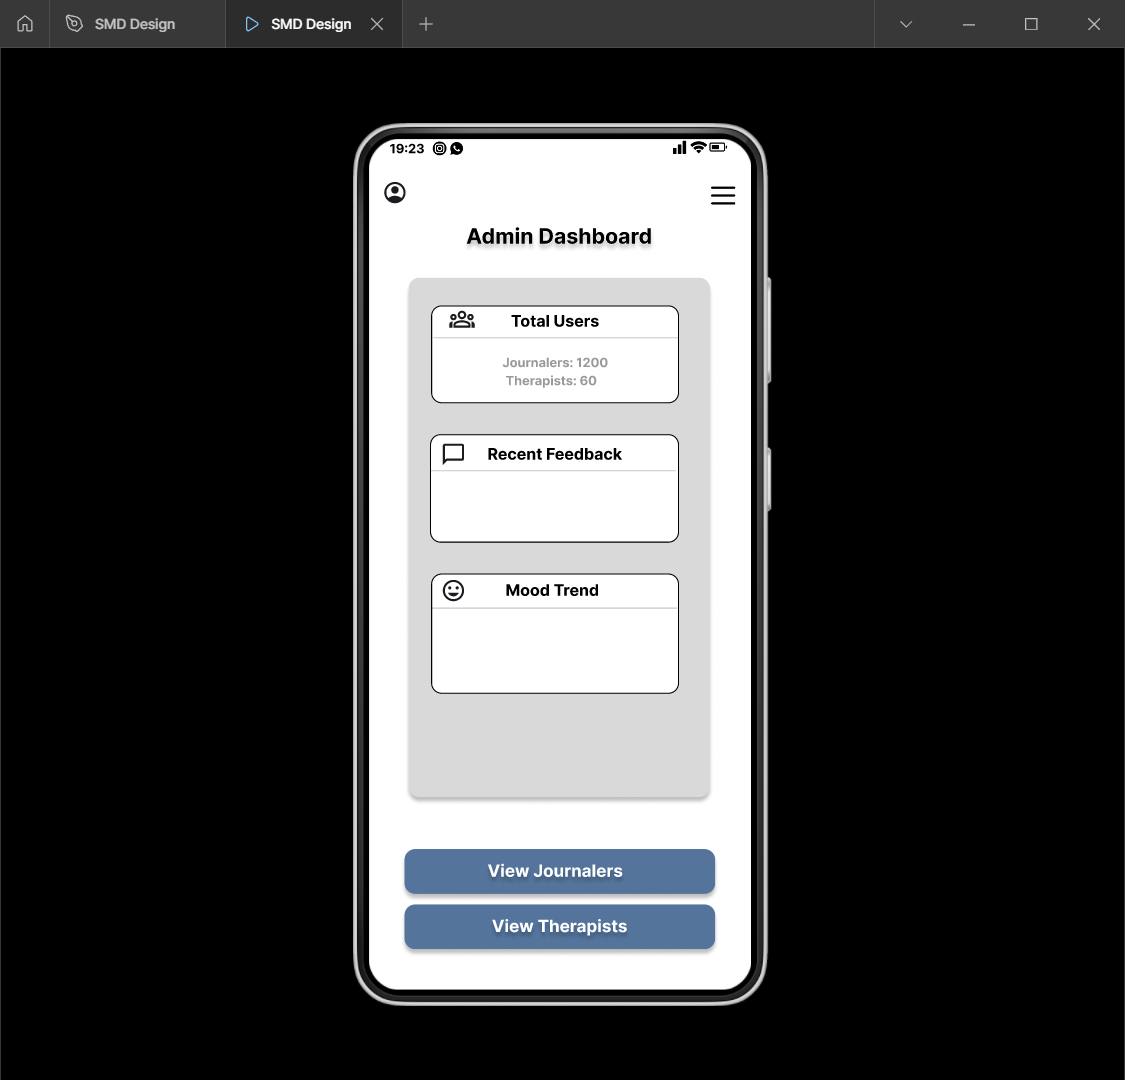 SMD Design
SMD Design
19:23
Admin Dashboard
Total Users
Journalers: 1200
Therapists: 60
Recent Feedback
Mood Trend
View Journalers
View Therapists